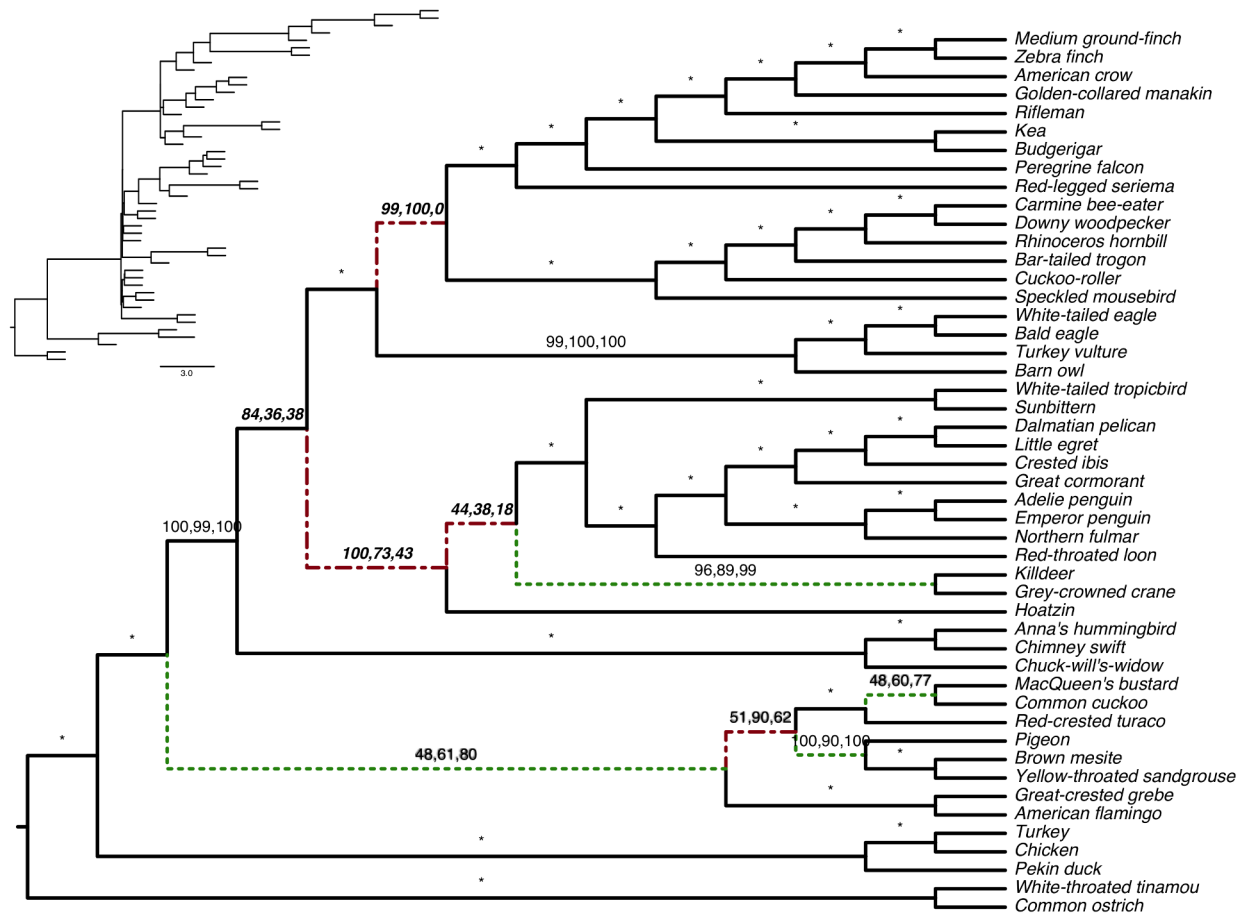 Medium ground-finch
Zebra finch
American crow
Golden-collared manakin
Rifleman
Kea
Budgerigar
Peregrine falcon
Red-legged seriema
Carmine bee-eater
99,100,0
Downy woodpecker
Rhinoceros hornbill
Bar-tailed trogon
Cuckoo-roller
Speckled mousebird
White-tailed eagle
Bald eagle
99,100,100
Turkey vulture
Barn owl
3.0
White-tailed tropicbird
Sunbittern
84,36,38
Dalmatian pelican
Little egret
Crested ibis
Great cormorant
Adelie penguin
44,38,18
Emperor penguin
100,99,100
Northern fulmar
100,73,43
Red-throated loon
96,89,99
Killdeer
Grey-crowned crane
Hoatzin
Anna's hummingbird
Chimney swift
Chuck-will's-widow
48,60,77
MacQueen's bustard
Common cuckoo
51,90,62
Red-crested turaco
100,90,100
Pigeon
48,61,80
Brown mesite
Yellow-throated sandgrouse
Great-crested grebe
American flamingo
Turkey
Chicken
Pekin duck
White-throated tinamou
Common ostrich